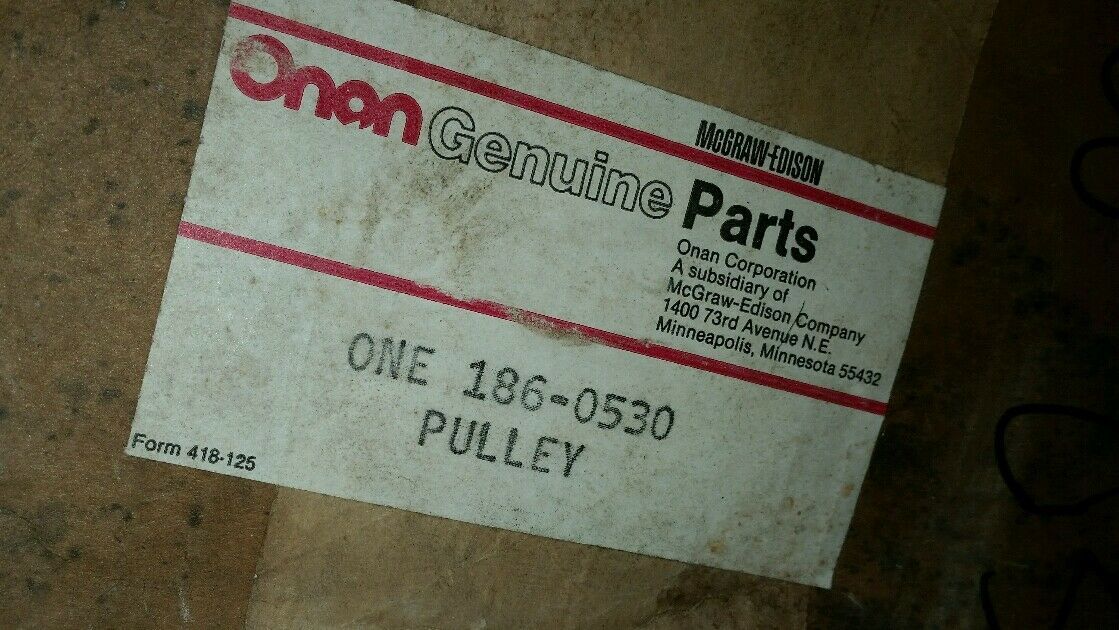 McGRAW-EDISON
Onan Genuine Parts
Onan Corporation
A subsidiary of
McGraw-Edison Company
1400 73rd Avenue N.E.
Minneapolis, Minnesota 55432
ONE 186-0530
PULLEY
Form 418-125